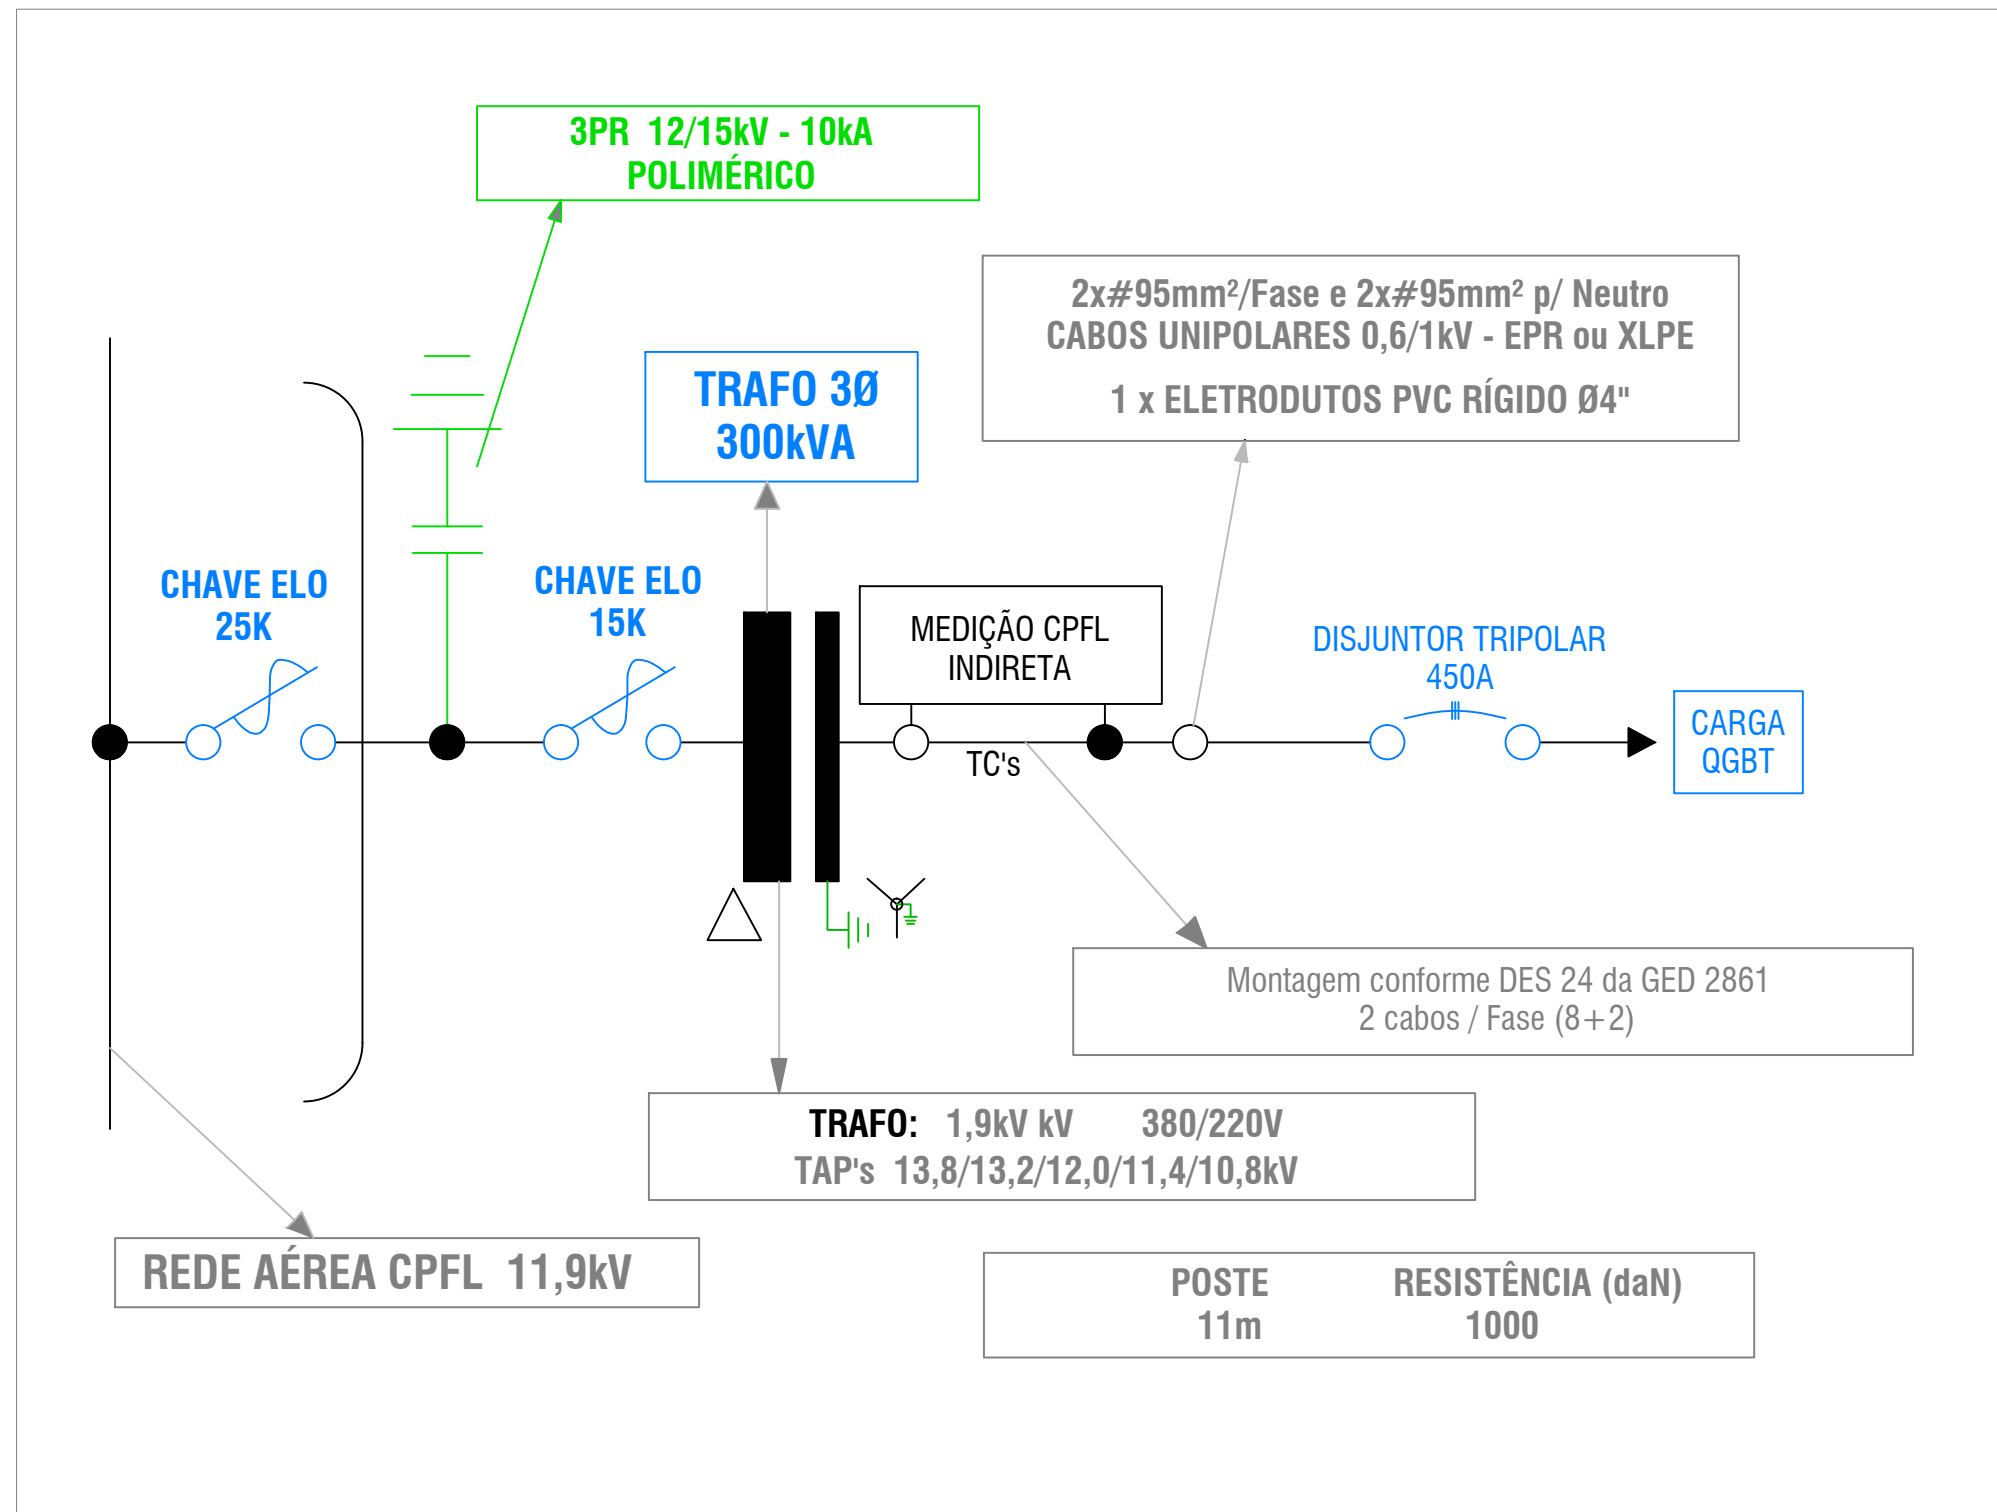 3PR 12/15kV - 10kA
POLIMÉRICO
2x#95mm²/Fase e 2x#95mm² p/ Neutro
CABOS UNIPOLARES 0,6/1kV - EPR ou XLPE
1 x ELETRODUTOS PVC RÍGIDO Ø4"
TRAFO 3Ø
300kVA
CHAVE ELO
25K
CHAVE ELO
15K
MEDIÇÃO CPFL
INDIRETA
TC's
DISJUNTOR TRIPOLAR
450A
CARGA
QGBT
Montagem conforme DES 24 da GED 2861
2 cabos / Fase (8+2)
TRAFO: 1,9kV kV 380/220V
TAP's 13,8/13,2/12,0/11,4/10,8kV
REDE AÉREA CPFL 11,9kV
POSTE RESISTÊNCIA (daN)
11m 1000